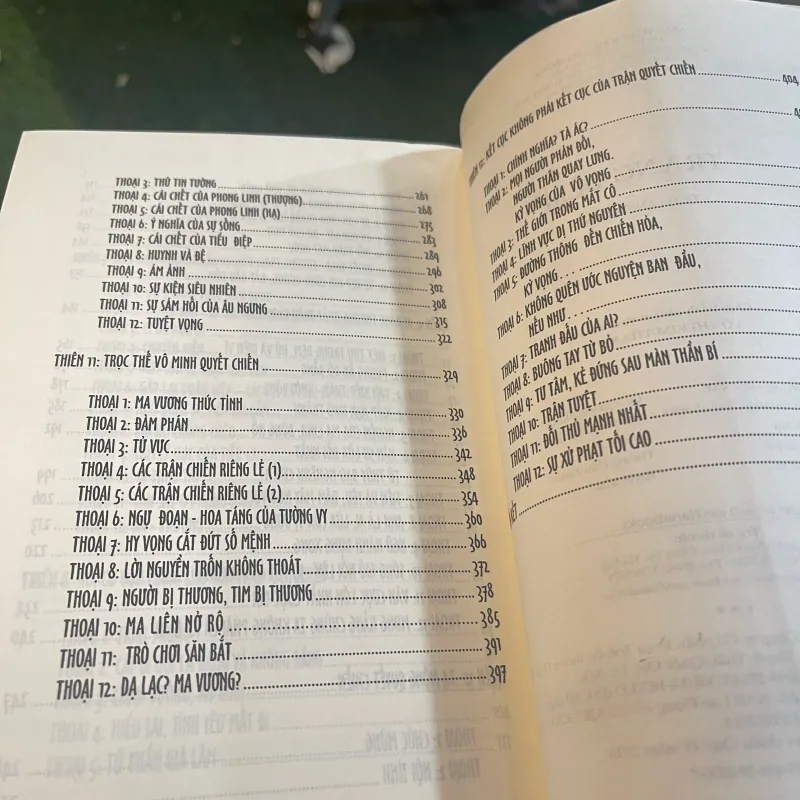 THOẠI 3: THỬ TIN TƯỞNG 261
THOẠI 4: CÁI CHẾT CỦA PHONG LINH (THƯỢNG) 268
THOẠI 5: CÁI CHẾT CỦA PHONG LINH (HẠ) 275
THOẠI 6: Ý NGHĨA CỦA SỰ SỐNG 283
THOẠI 7: CÁI CHẾT CỦA TIỂU ĐIỆP 289
THOẠI 8: HUYNH VÀ ĐỆ 296
THOẠI 9: ÁM ẢNH 302
THOẠI 10: SỰ KIỆN SIÊU NHIÊN 308
THOẠI 11: SỰ SÁM HỐI CỦA ÂU NGƯNG 315
THOẠI 12: TUYỆT VỌNG 322
THIÊN 11: TRỌC THẾ VÔ MINH QUYẾT CHIẾN 329
THOẠI 1: MA VƯƠNG THỨC TỈNH 330
THOẠI 2: ĐÀM PHÁN 336
THOẠI 3: TỬ VỰC 342
THOẠI 4: CÁC TRẬN CHIẾN RIÊNG LẺ (1) 348
THOẠI 5: CÁC TRẬN CHIẾN RIÊNG LẺ (2) 354
THOẠI 6: NGỰ ĐOẠN - HOA TÁNG CỦA TƯỜNG VY 360
THOẠI 7: HY VỌNG CẮT ĐỨT SỐ MỆNH 366
THOẠI 8: LỜI NGUYỀN TRỐN KHÔNG THOÁT 372
THOẠI 9: NGƯỜI BỊ THƯƠNG, TIM BỊ THƯƠNG 378
THOẠI 10: MA LIÊN NỞ RỘ 385
THOẠI 11: TRÒ CHƠI SĂN BẮT 391
THOẠI 12: DẠ LẠC? MA VƯƠNG? 397
THIÊN 12: KẾT CỤC KHÔNG PHẢI KẾT CỤC CỦA TRẬN QUYẾT CHIẾN 404
THOẠI 1: CHÍNH NGHĨA? TÀ ÁC?
THOẠI 2: MỌI NGƯỜI PHẢN ĐỐI,
NGƯỜI THÂN QUAY LƯNG.
KỲ VỌNG CỦA VÔ VỌNG
THOẠI 3: THẾ GIỚI TRONG MẮT CÔ
THOẠI 4: LĨNH VỰC DỊ THỨ NGUYÊN
THOẠI 5: ĐƯỜNG THÔNG ĐẾN CHIẾN HỎA,
KỲ VỌNG . . .
THOẠI 6: KHÔNG QUÊN ƯỚC NGUYỆN BAN ĐẦU,
NẾU NHƯ . . .
THOẠI 7: TRANH ĐẤU CỦA AI?
THOẠI 8: BUÔNG TAY TỪ BỎ
THOẠI 9: TƯ TÂM, KẺ ĐỨNG SAU MÀN THẦN BÍ
THOẠI 10: TRẬN TUYỆT
THOẠI 11: ĐỐI THỦ MẠNH NHẤT
THOẠI 12: SỰ XỬ PHẠT TỐI CAO